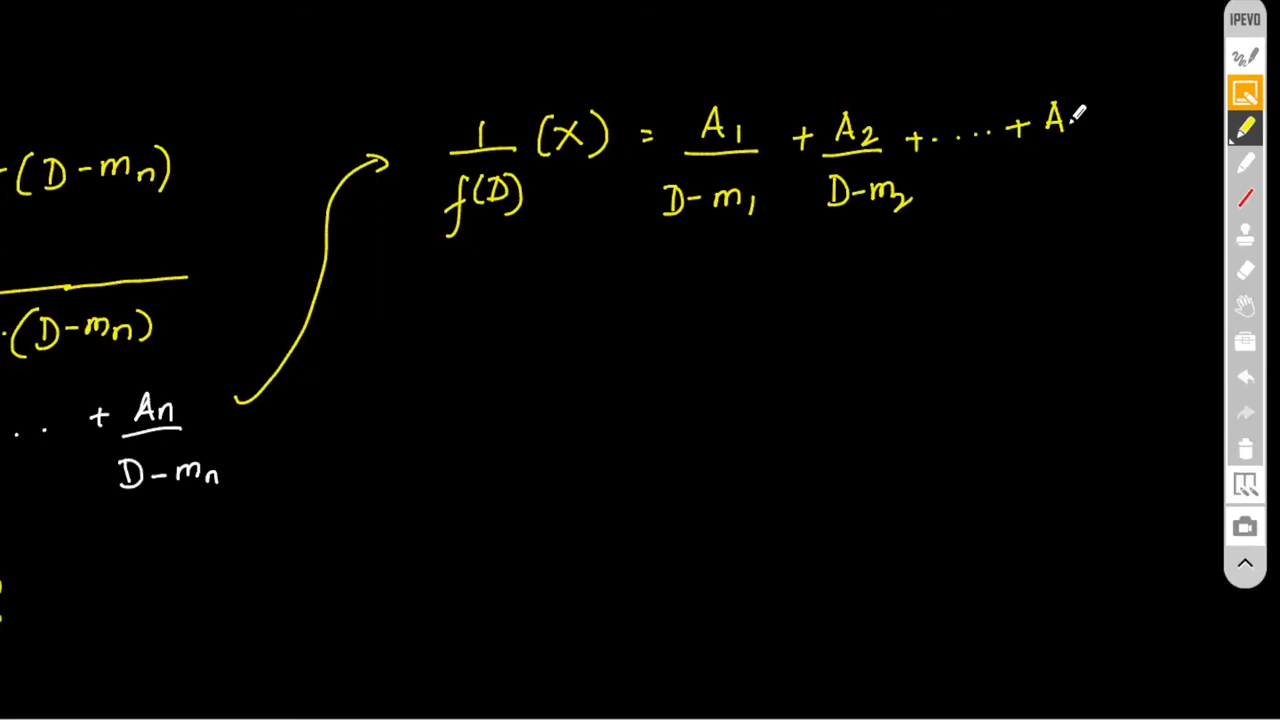 ·(D-mₙ)
·(D-mₙ)
.. + Aₙ/(D-mₙ)
1/f(D) (X) = A₁/(D-m₁) + A₂/(D-m₂) + .... + A
IPEVO